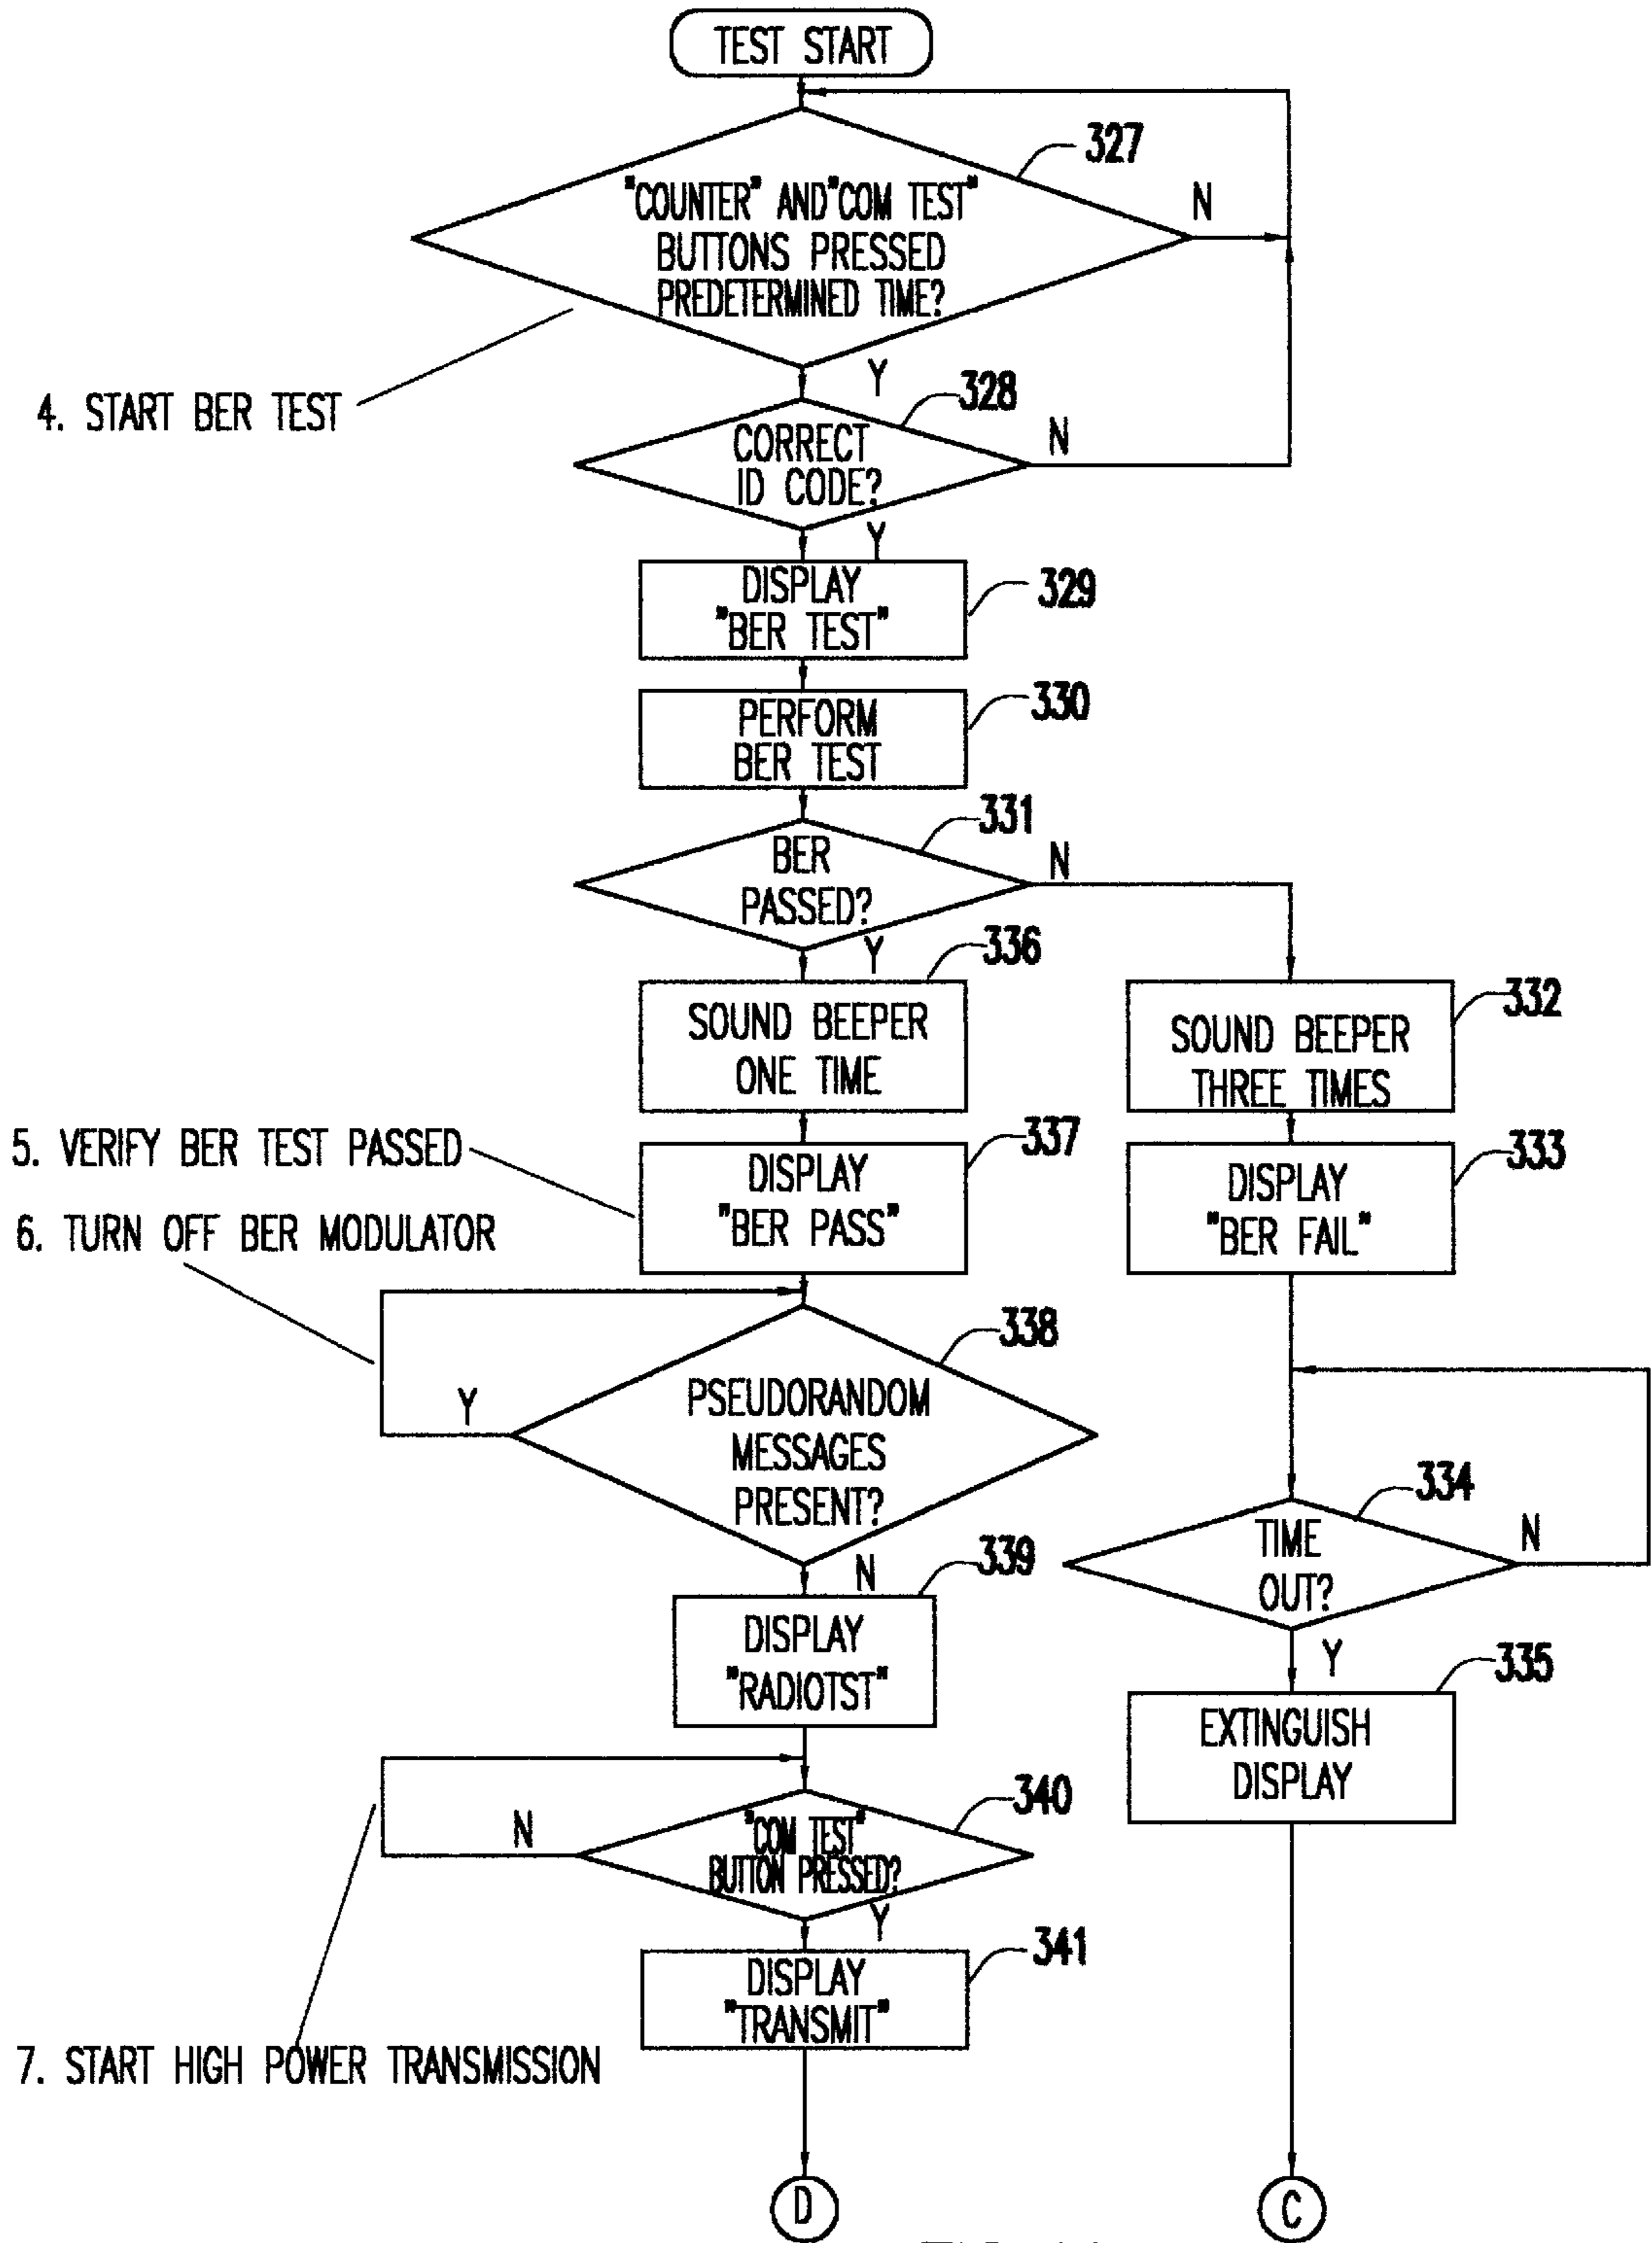 TEST START
327
"COUNTER" AND "COM TEST"
BUTTONS PRESSED
PREDETERMINED TIME?
N
Y
4. START BER TEST
328
CORRECT
ID CODE?
N
Y
DISPLAY
"BER TEST"
329
PERFORM
BER TEST
330
331
BER
PASSED?
N
Y
336
SOUND BEEPER
ONE TIME
332
SOUND BEEPER
THREE TIMES
5. VERIFY BER TEST PASSED
337
DISPLAY
"BER PASS"
333
DISPLAY
"BER FAIL"
6. TURN OFF BER MODULATOR
338
PSEUDORANDOM
MESSAGES
PRESENT?
Y
N
334
TIME
OUT?
N
Y
339
DISPLAY
"RADIOTST"
335
EXTINGUISH
DISPLAY
340
"COM TEST"
BUTTON PRESSED?
N
Y
341
DISPLAY
"TRANSMIT"
7. START HIGH POWER TRANSMISSION
D
C